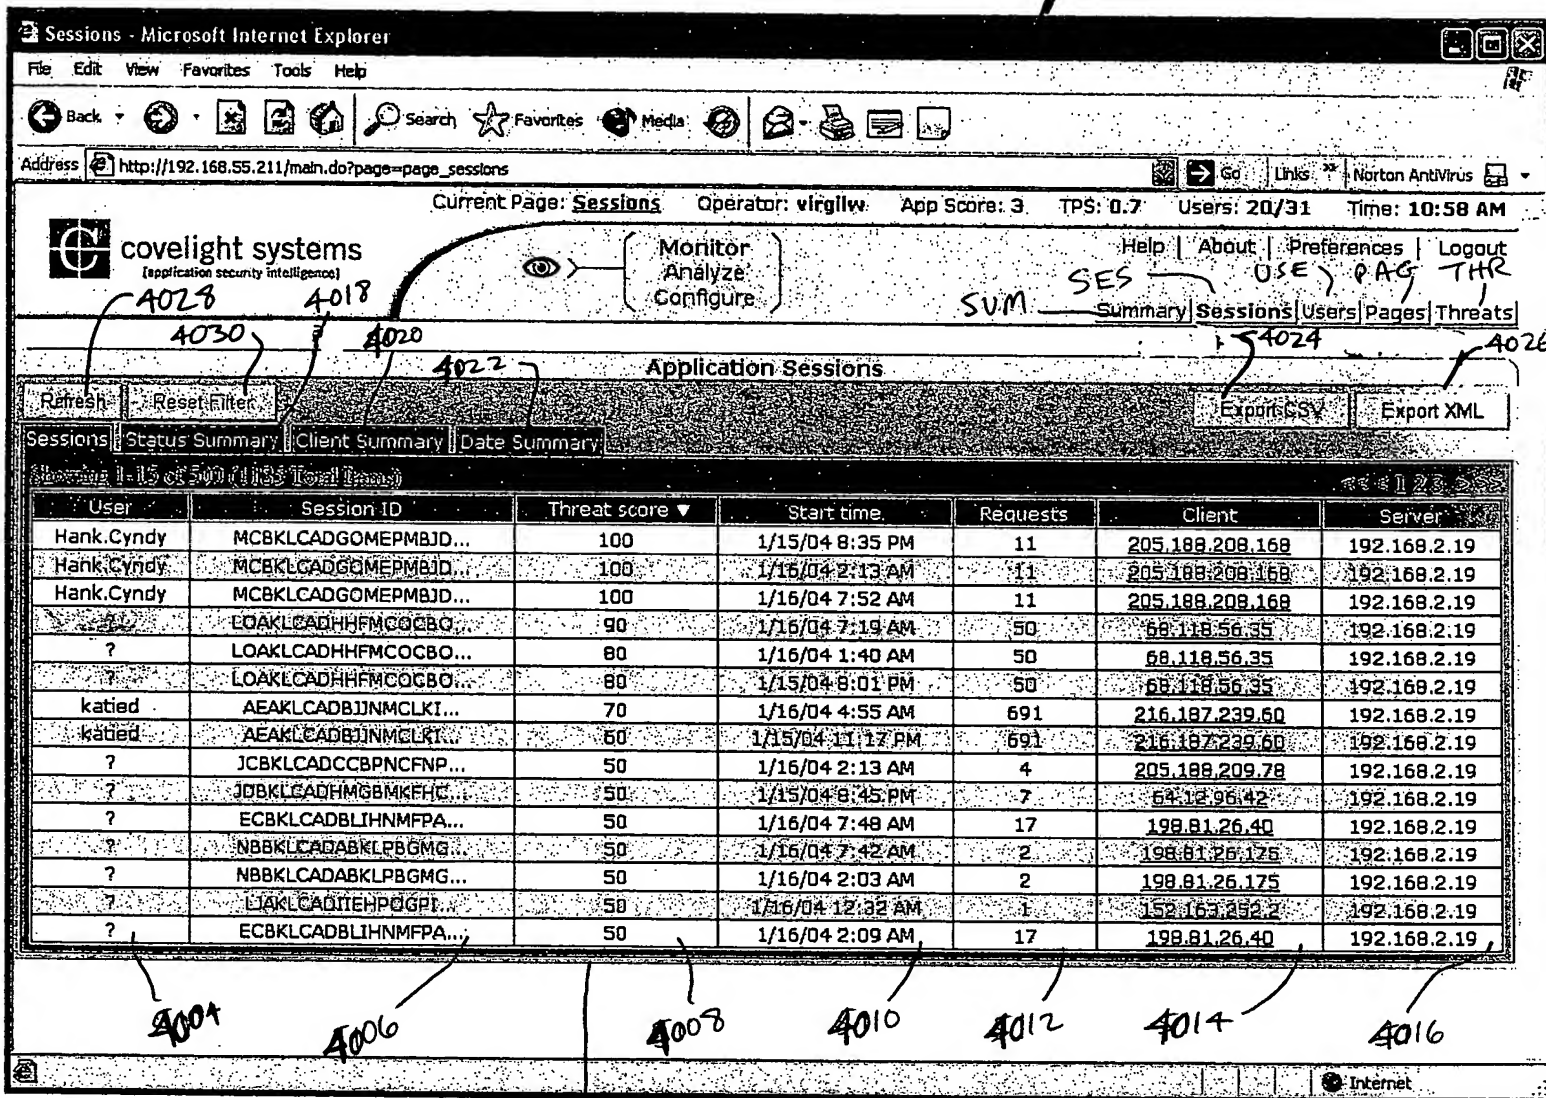 Sessions - Microsoft Internet Explorer
File Edit View Favorites Tools Help
Back Search Favorites Media
Address http://192.168.55.211/main.do?page=page_sessions Go Links Norton AntiVirus
Current Page: Sessions Operator: virgilw App Score: 3 TPS: 0.7 Users: 20/31 Time: 10:58 AM
covelight systems
[application security intelligence]
Monitor
Analyze
Configure
Help | About | Preferences | Logout
SUM SES USE PAG THR
Summary Sessions Users Pages Threats
4028 4018
4030 4020 4024 4026
4022 Application Sessions
Refresh Reset Filter Export CSV Export XML
Sessions Status Summary Client Summary Date Summary
Showing 1-15 of 500 (1155 Total Items) <<< 1 2 3 >>>
User Session ID Threat score ▼ Start time Requests Client Server
Hank.Cyndy MCBKLCADGOMEPMBJD... 100 1/15/04 8:35 PM 11 205.188.208.168 192.168.2.19
Hank.Cyndy MCBKLCADGOMEPMBJD... 100 1/16/04 2:13 AM 11 205.188.208.168 192.168.2.19
Hank.Cyndy MCBKLCADGOMEPMBJD... 100 1/16/04 7:52 AM 11 205.188.208.168 192.168.2.19
? LOAKLCADHHFMCOCBO... 90 1/16/04 7:19 AM 50 68.118.56.35 192.168.2.19
? LOAKLCADHHFMCOCBO... 80 1/16/04 1:40 AM 50 68.118.56.35 192.168.2.19
? LOAKLCADHHFMCOCBO... 80 1/15/04 8:01 PM 50 68.118.56.35 192.168.2.19
katied AEAKLCADBJJNMCLKI... 70 1/16/04 4:55 AM 691 216.187.239.60 192.168.2.19
katied AEAKLCADBJJNMCLKI... 60 1/15/04 11:17 PM 691 216.187.239.60 192.168.2.19
? JCBKLCADCCBPNCFNP... 50 1/16/04 2:13 AM 4 205.188.209.78 192.168.2.19
? JDBKLCADHMGBMKFHC... 50 1/15/04 8:45 PM 7 64.12.96.42 192.168.2.19
? ECBKLCADBLIHNMFPA... 50 1/16/04 7:48 AM 17 198.81.26.40 192.168.2.19
? NBBKLCADABKLPBGMG... 50 1/16/04 7:42 AM 2 198.81.26.175 192.168.2.19
? NBBKLCADABKLPBGMG... 50 1/16/04 2:03 AM 2 198.81.26.175 192.168.2.19
? 50 1/16/04 12:32 AM 1 152.163.252.2 192.168.2.19
? ECBKLCADBLIHNMFPA... 50 1/16/04 2:09 AM 17 198.81.26.40 192.168.2.19
4004 4006 4008 4010 4012 4014 4016
Internet